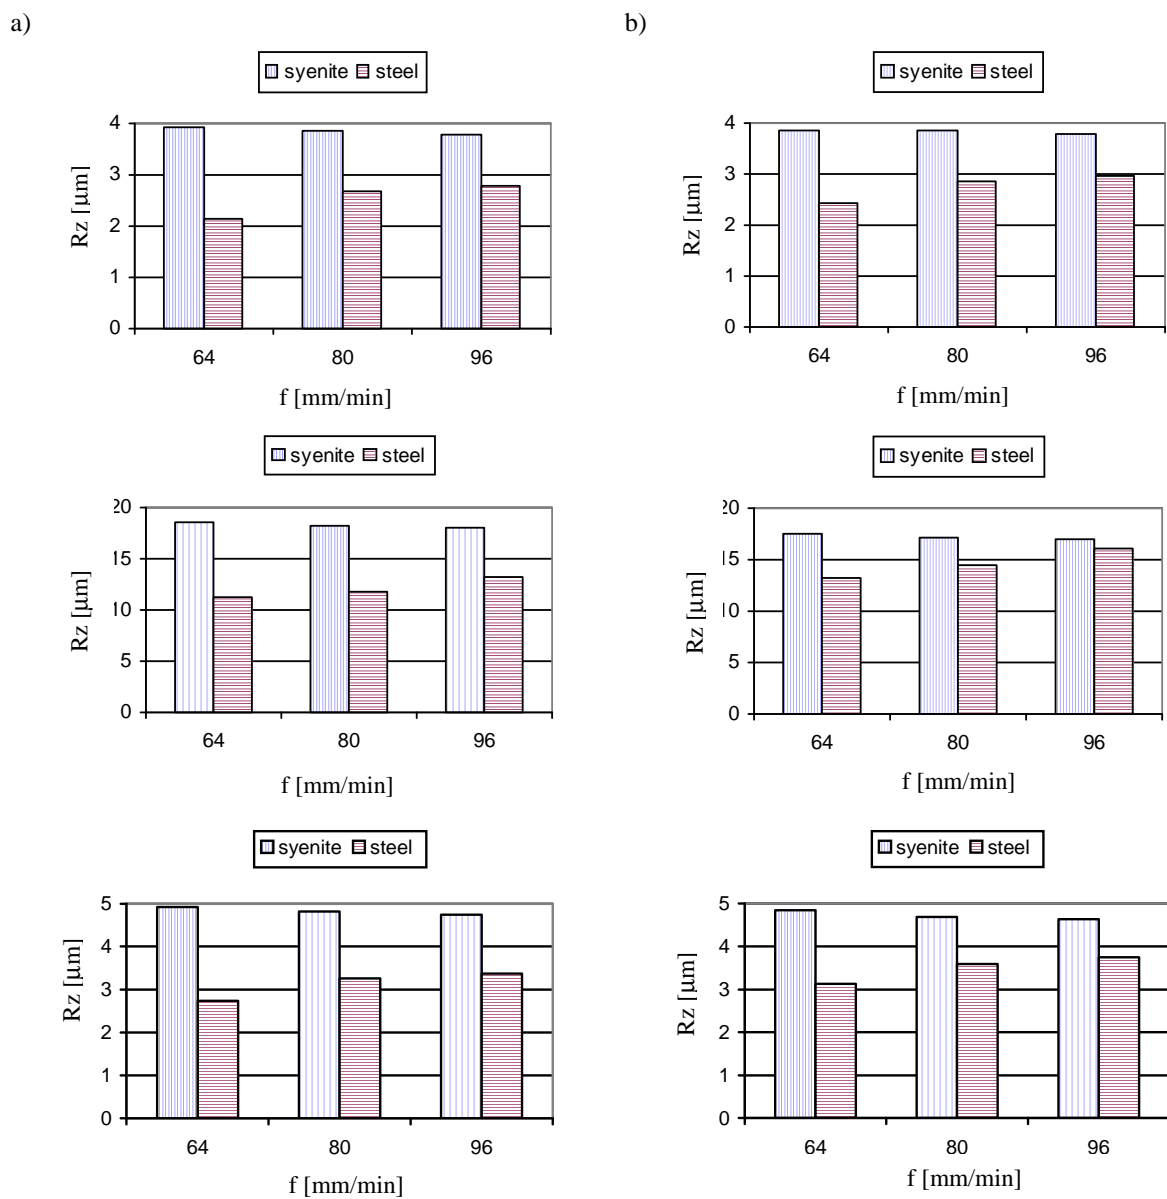 a)
syenite steel
4
3
2
1
0
Rz [μm]
64 80 96
f [mm/min]
syenite steel
20
15
10
5
0
Rz [μm]
64 80 96
f [mm/min]
syenite steel
5
4
3
2
1
0
Rz [μm]
64 80 96
f [mm/min]
b)
syenite steel
4
3
2
1
0
Rz [μm]
64 80 96
f [mm/min]
syenite steel
20
15
10
5
0
Rz [μm]
64 80 96
f [mm/min]
syenite steel
5
4
3
2
1
0
Rz [μm]
64 80 96
f [mm/min]